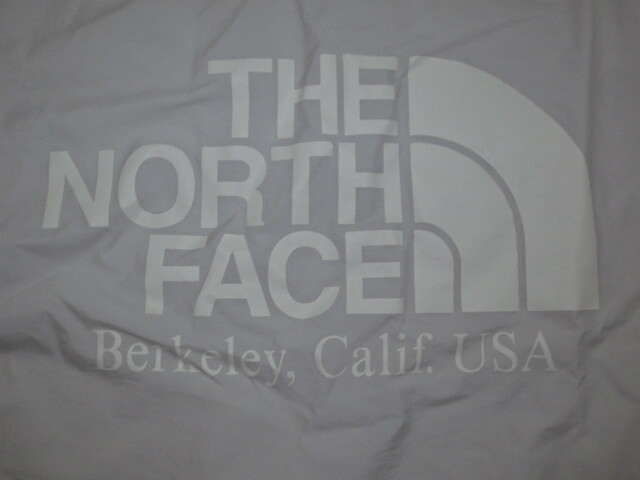 THE
NORTH
FACE
Berkeley, Calif. USA